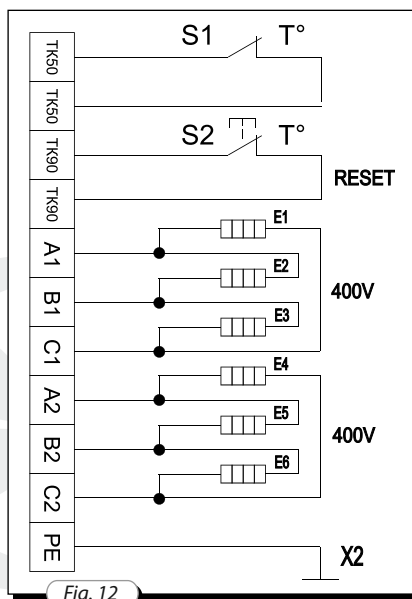 S1 T°
TK50
TK50
S2 T°
TK90
RESET
TK90
E1
A1
E2
400V
B1
E3
C1
E4
A2
E5
400V
B2
E6
C2
PE
X2
Fig. 12